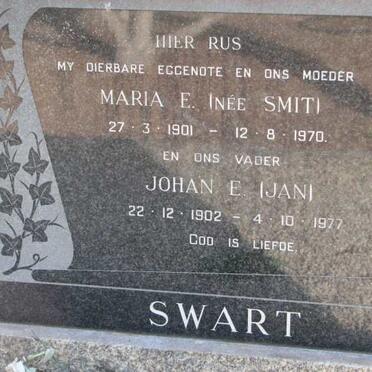 HIER RUS
MY DIERBARE EGGENOTE EN ONS MOEDER
MARIA E. (NÉE SMIT)
27 · 3 · 1901 – 12 · 8 · 1970.
EN ONS VADER
JOHAN E. (JAN)
22 · 12 · 1902 – 4 · 10 · 1977
GOD IS LIEFDE.
SWART